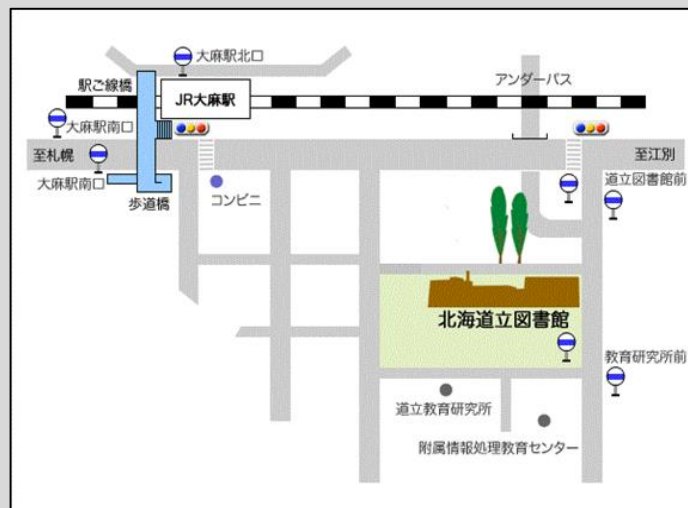 大麻駅北口
駅ご線橋
アンダーパス
JR大麻駅
大麻駅南口
至札幌
至江別
大麻駅南口
道立図書館前
歩道橋
コンビニ
北海道立図書館
教育研究所前
道立教育研究所
附属情報処理教育センター